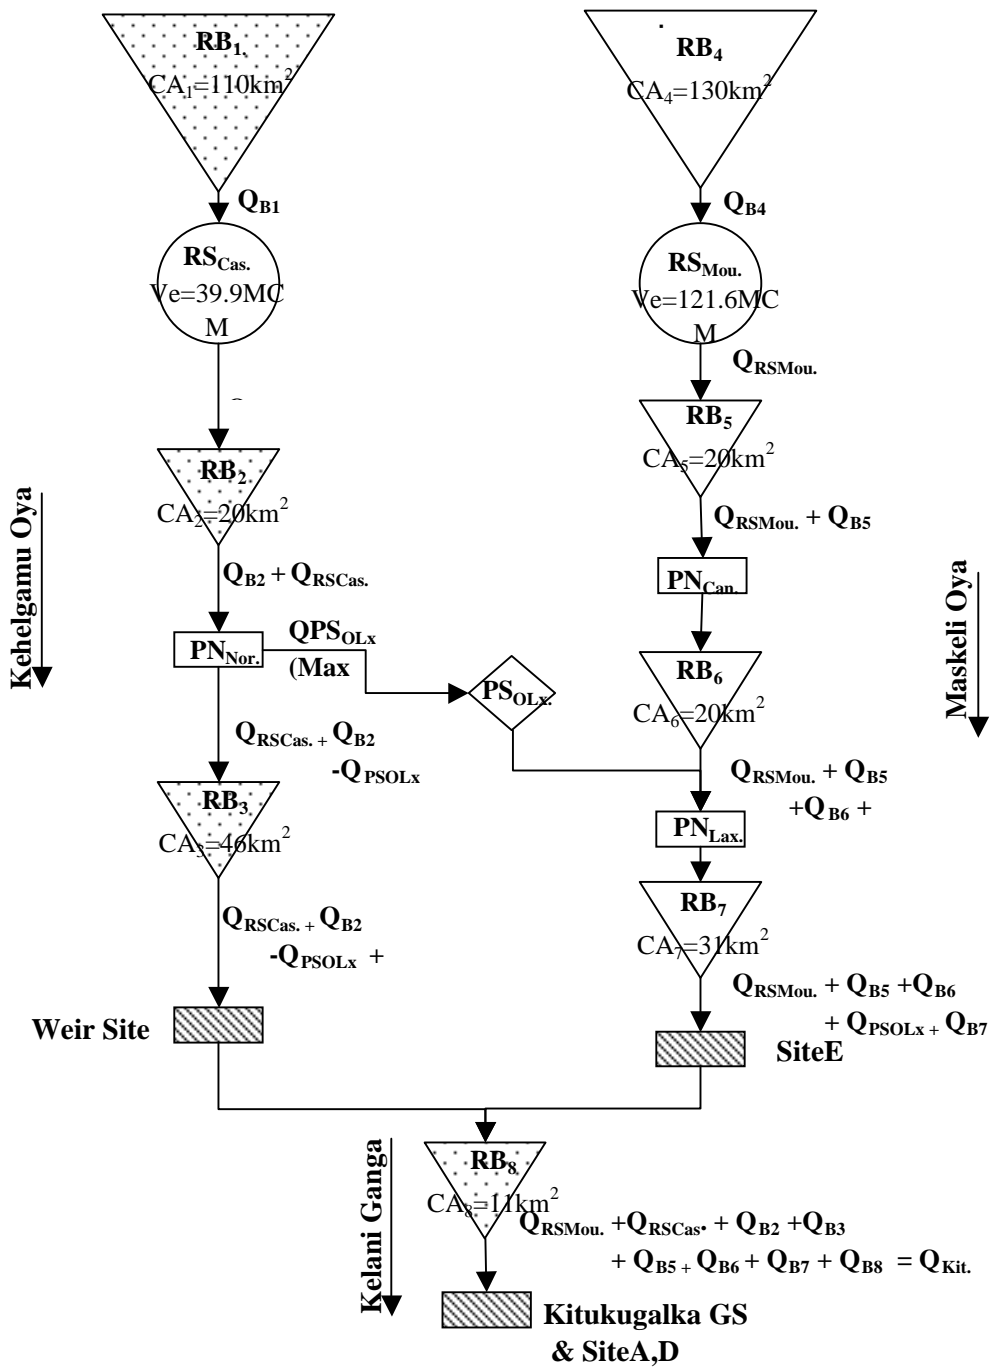 RB1.
CA1=110km2
QB1
RSCas.
Ve=39.9MC
M
RB2
CA2=20km2
QB2 + QRSCas.
PNNor.
QPSOLx
(Max
PSOLx.
QRSCas. + QB2
-QPSOLx
RB3
CA3=46km2
QRSCas. + QB2
-QPSOLx +
Weir Site
Kehelgamu Oya
RB4
CA4=130km2
QB4
RSMou.
Ve=121.6MC
M
QRSMou.
RB5
CA5=20km2
QRSMou. + QB5
PNCan.
RB6
CA6=20km2
QRSMou. + QB5
+QB6 +
PNLax.
RB7
CA7=31km2
QRSMou. + QB5 +QB6
+ QPSOLx + QB7
SiteE
Maskeli Oya
RB8
CA8=11km2
QRSMou. +QRSCas. + QB2 +QB3
+ QB5 + QB6 + QB7 + QB8 = QKit.
Kelani Ganga
Kitukugalka GS
& SiteA,D